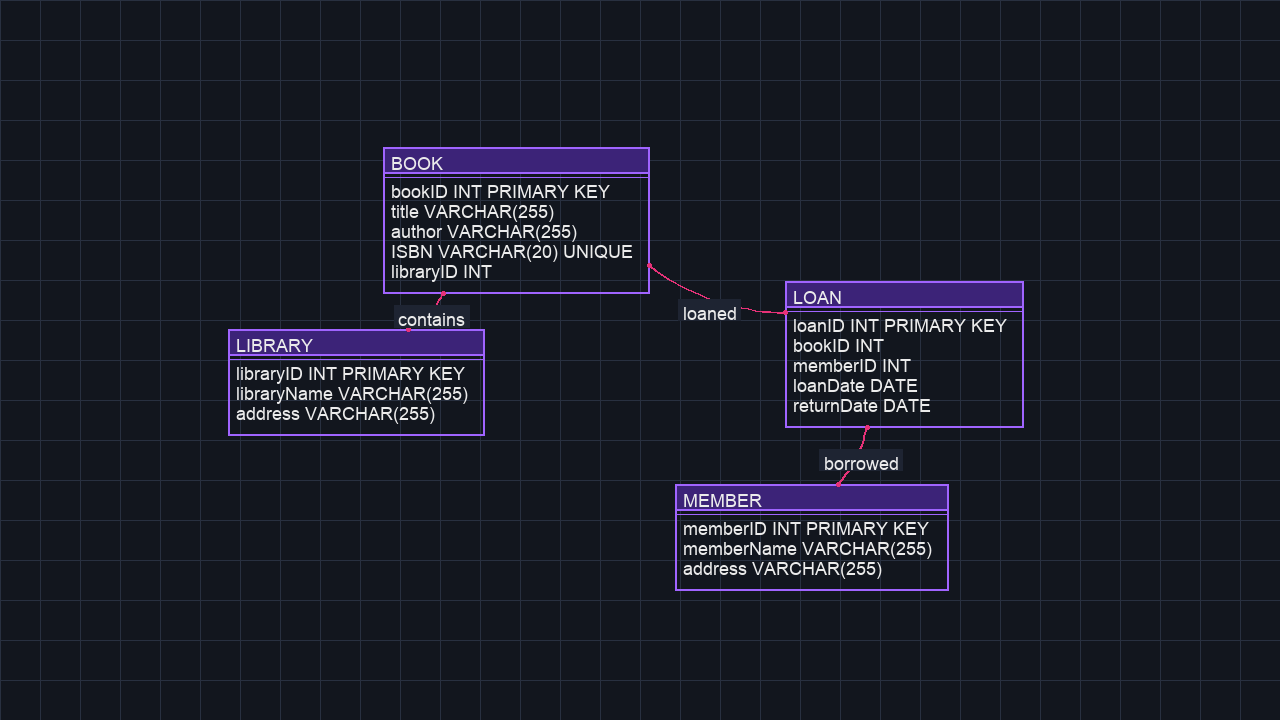 BOOK
bookID INT PRIMARY KEY
title VARCHAR(255)
author VARCHAR(255)
ISBN VARCHAR(20) UNIQUE
libraryID INT
contains
LIBRARY
libraryID INT PRIMARY KEY
libraryName VARCHAR(255)
address VARCHAR(255)
loaned
LOAN
loanID INT PRIMARY KEY
bookID INT
memberID INT
loanDate DATE
returnDate DATE
borrowed
MEMBER
memberID INT PRIMARY KEY
memberName VARCHAR(255)
address VARCHAR(255)